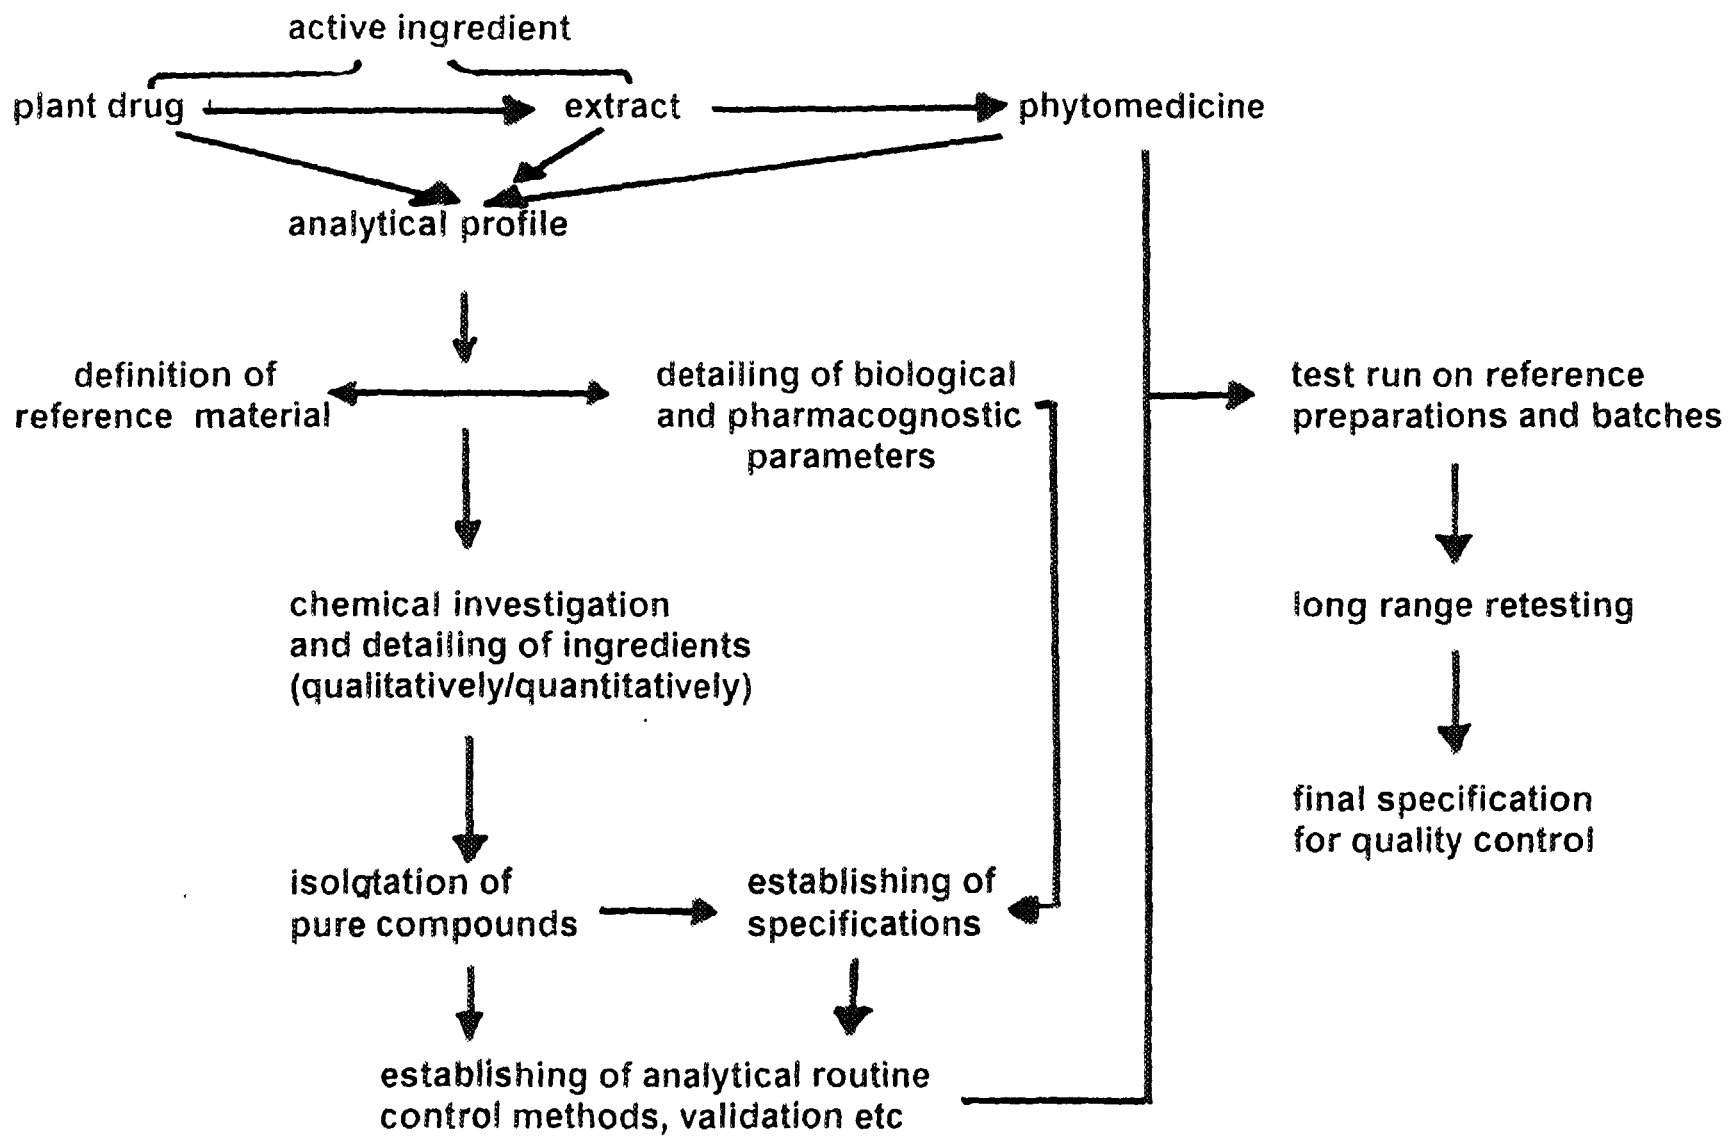 active ingredient
plant drug
extract
phytomedicine
analytical profile
definition of
reference material
detailing of biological
and pharmacognostic
parameters
test run on reference
preparations and batches
chemical investigation
and detailing of ingredients
(qualitatively/quantitatively)
long range retesting
final specification
for quality control
isolqtation of
pure compounds
establishing of
specifications
establishing of analytical routine
control methods, validation etc